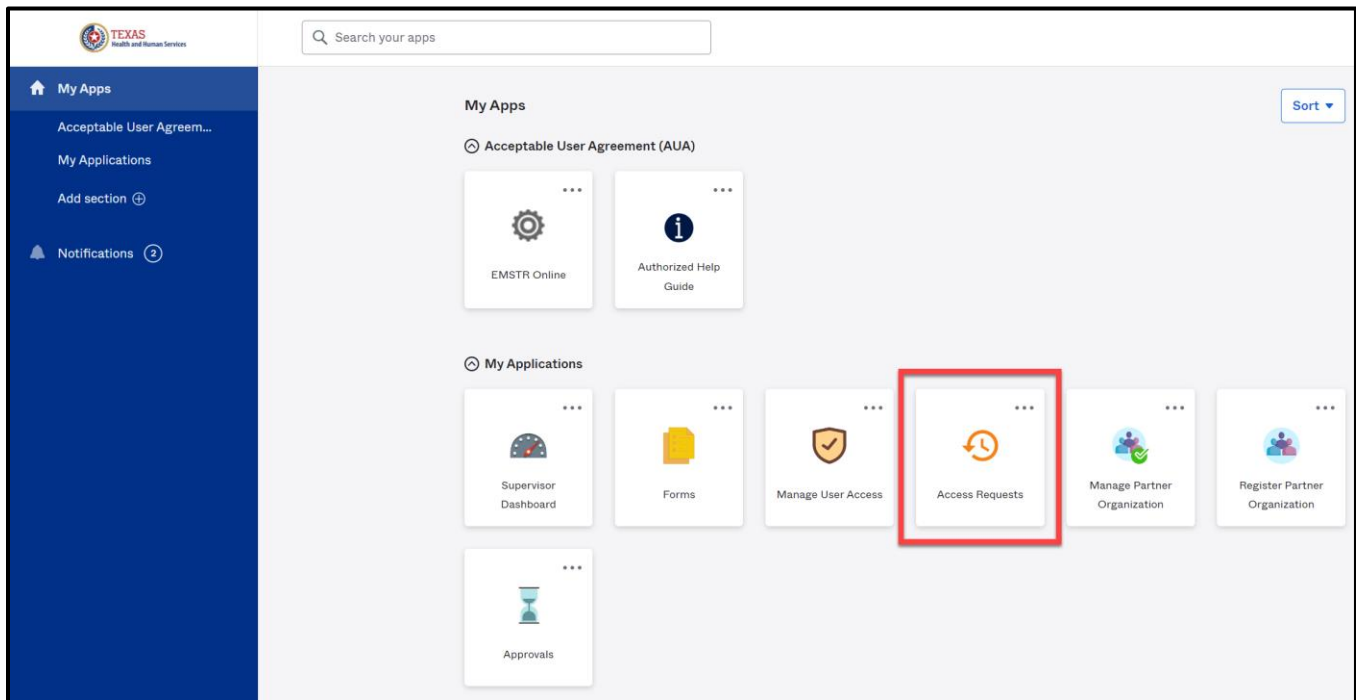 TEXAS
Health and Human Services
Search your apps
My Apps
Acceptable User Agreem...
My Applications
Add section
Notifications 2
My Apps
Sort
Acceptable User Agreement (AUA)
EMSTR Online
Authorized Help
Guide
My Applications
Supervisor
Dashboard
Forms
Manage User Access
Access Requests
Manage Partner
Organization
Register Partner
Organization
Approvals